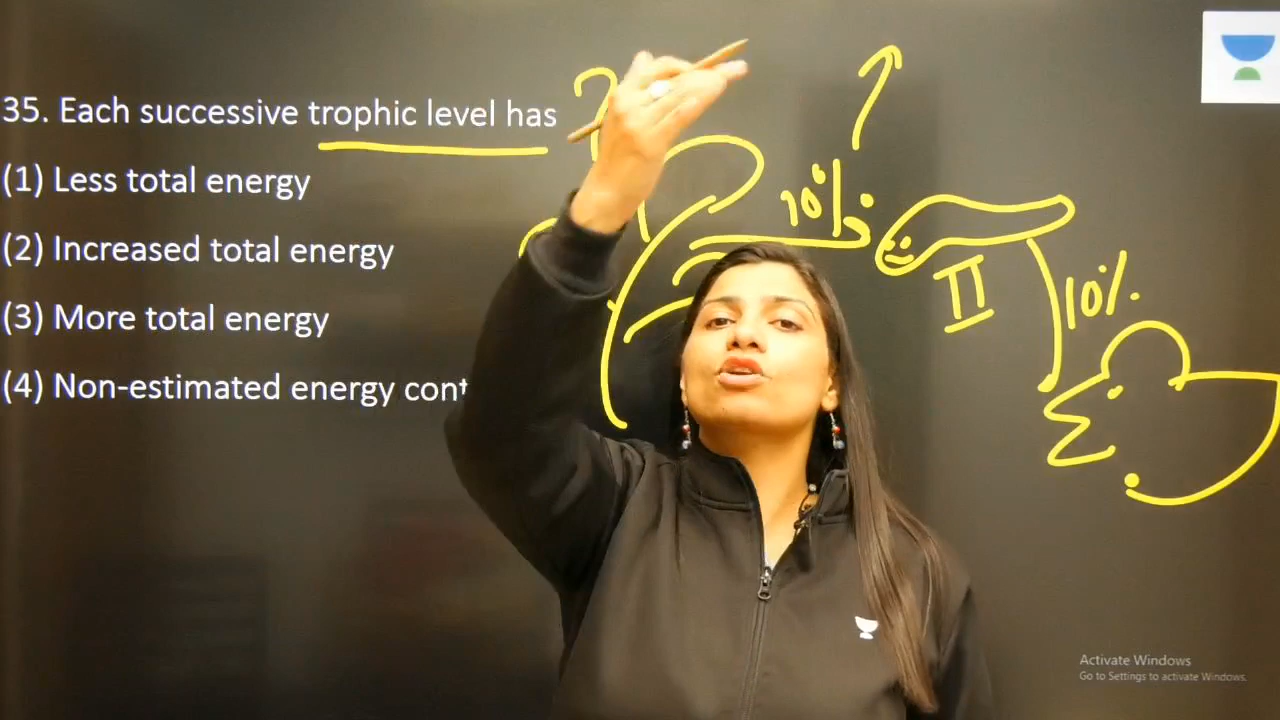 35. Each successive trophic level has
(1) Less total energy
(2) Increased total energy
(3) More total energy
(4) Non-estimated energy
10%
II
10%
Activate Windows
Go to Settings to activate Windows.